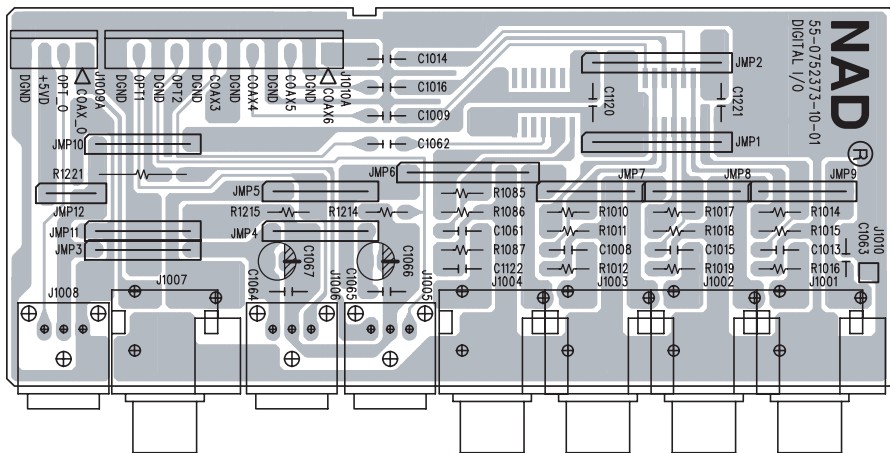 NAD
®
55-0752373-10-01
DIGITAL I/O
J1009A
COAX_O
OPT_O
+5VD
DGND
J1010A
COAX6
DGND
COAX5
DGND
COAX4
DGND
COAX3
DGND
OPT2
DGND
OPT1
DGND
C1014
C1016
C1009
C1062
JMP2
C1120
C1221
JMP1
JMP10
R1221
JMP12
JMP11
JMP3
JMP5
R1215
R1214
JMP4
JMP6
JMP7
JMP8
JMP9
R1085
R1086
C1061
R1087
C1122
R1010
R1011
C1008
R1012
R1017
R1018
C1015
R1019
R1014
R1015
C1013
R1016
C1063
J1010
C1067
C1066
C1064
C1065
J1008
J1007
J1006
J1005
J1004
J1003
J1002
J1001